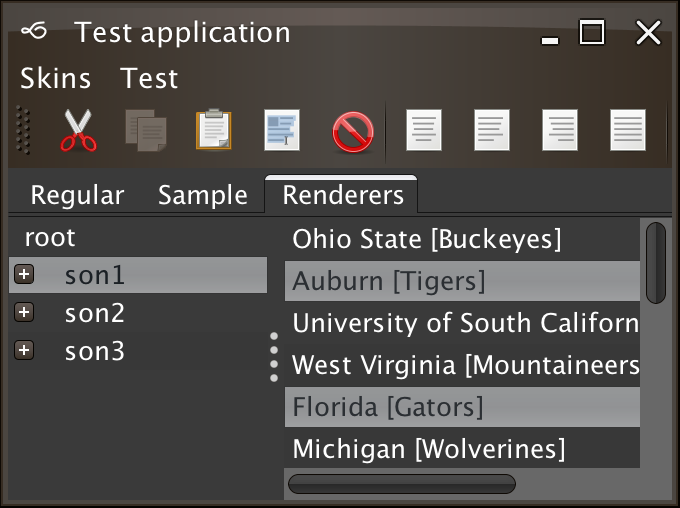 Test application
Skins Test
Regular Sample Renderers
root
son1
son2
son3
Ohio State [Buckeyes]
Auburn [Tigers]
University of South Californ
West Virginia [Mountaineers
Florida [Gators]
Michigan [Wolverines]